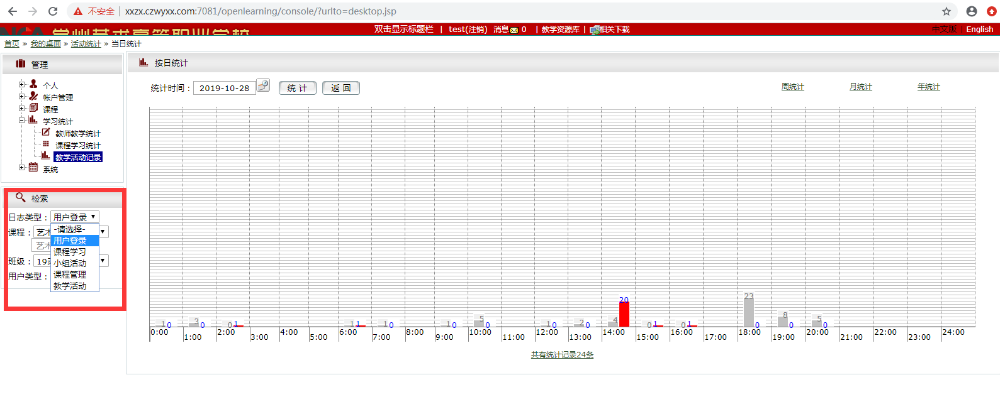 不安全 xxzx.czwyxx.com:7081/openlearning/console/?urlto=desktop.jsp
常州艺术高等职业学校
双击显示标题栏 | test(注销) 消息 0 | 教学资源库 | 相关下载
中文版 English
首页 » 我的桌面 » 活动统计 » 当日统计
管理
个人
帐户管理
课程
学习统计
教师教学统计
课程学习统计
教学活动记录
系统
检索
日志类型：用户登录
-请选择-
课程：艺术
用户登录
艺术
课程学习
班级：19
小组活动
课程管理
用户类型：
教学活动
按日统计
统计时间：2019-10-28 统 计 返 回 周统计 月统计 年统计
1 0 3 0 0 1 1 1 1 0 1 0 5 0 1 0 2 0 4 20 0 1 0 1 23 0 8 0 5 0
0:00 1:00 2:00 3:00 4:00 5:00 6:00 7:00 8:00 9:00 10:00 11:00 12:00 13:00 14:00 15:00 16:00 17:00 18:00 19:00 20:00 21:00 22:00 23:00 24:00
共有统计记录24条